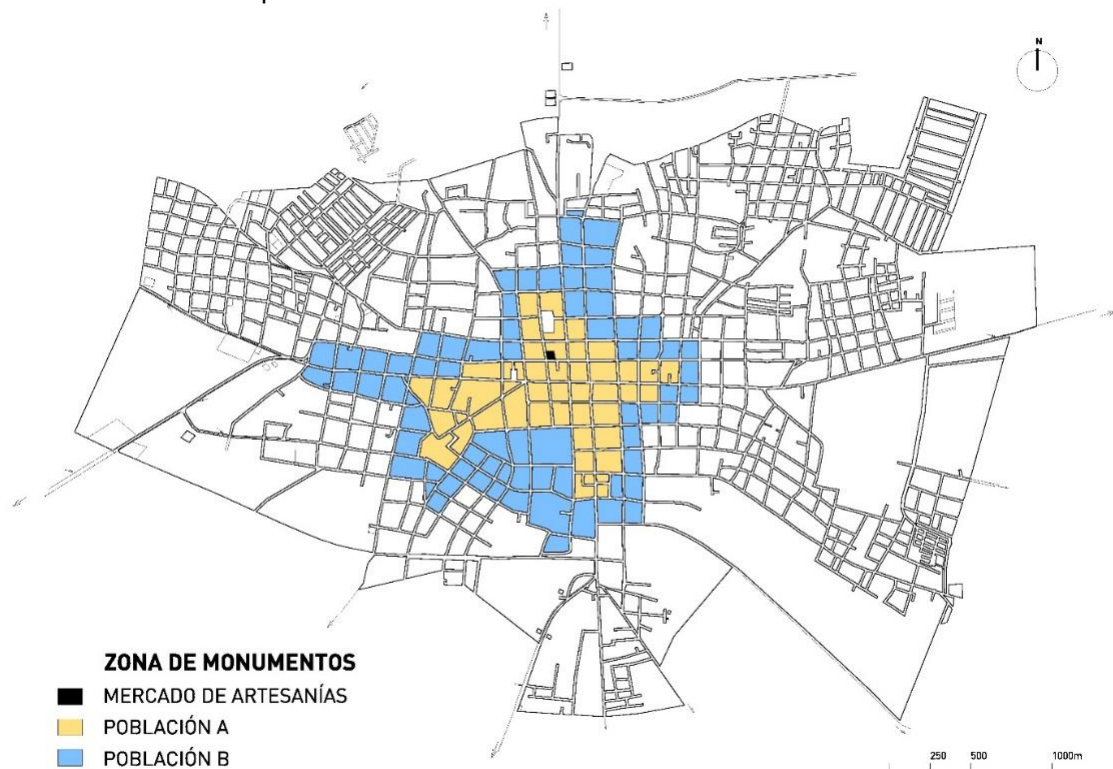 N
ZONA DE MONUMENTOS
MERCADO DE ARTESANÍAS
POBLACIÓN A
POBLACIÓN B
250 500 1000m